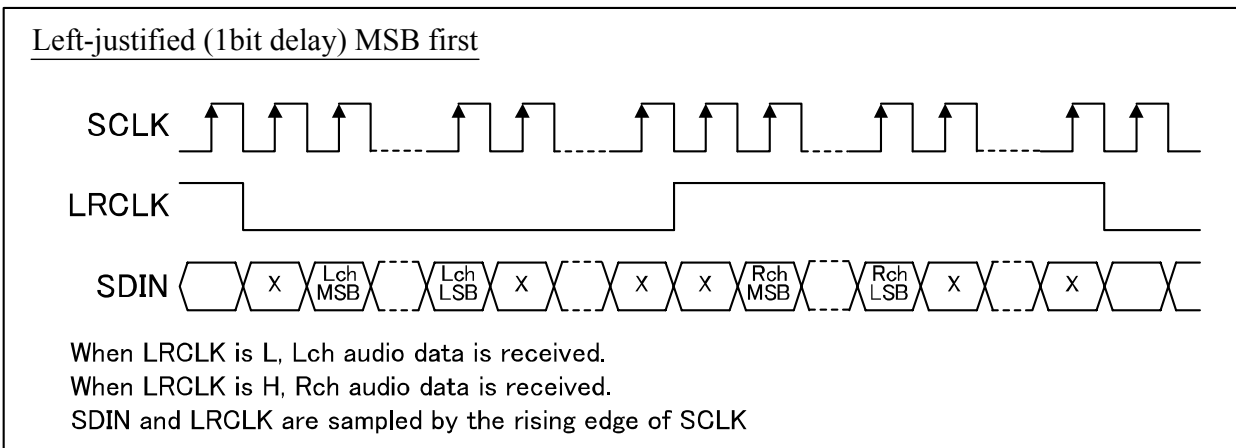 Left-justified (1bit delay) MSB first
SCLK
LRCLK
SDIN
X
Lch
MSB
Lch
LSB
X
X
X
Rch
MSB
Rch
LSB
X
X
When LRCLK is L, Lch audio data is received.
When LRCLK is H, Rch audio data is received.
SDIN and LRCLK are sampled by the rising edge of SCLK